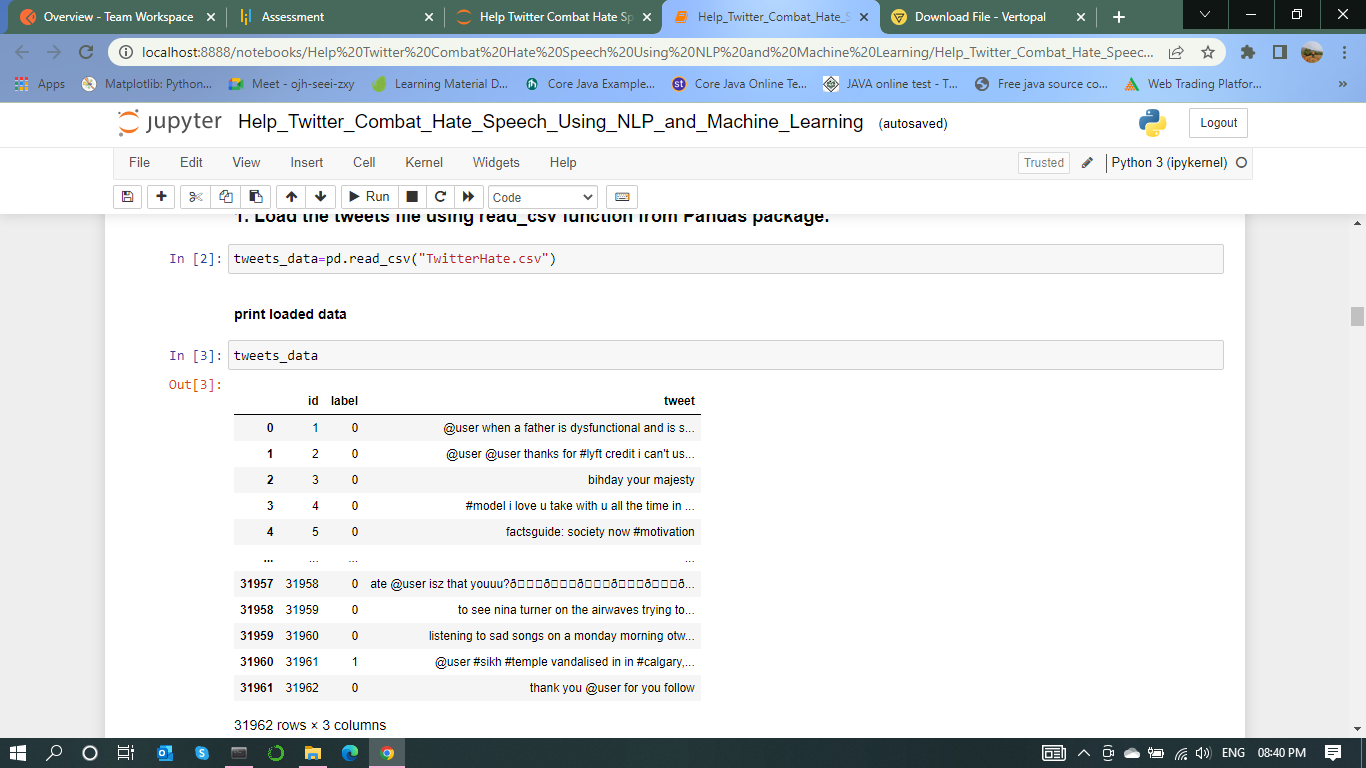 Overview - Team Workspace
Assessment
Help Twitter Combat Hate Sp
Help_Twitter_Combat_Hate_S
Download File - Vertopal
localhost:8888/notebooks/Help%20Twitter%20Combat%20Hate%20Speech%20Using%20NLP%20and%20Machine%20Learning/Help_Twitter_Combat_Hate_Speec...
Apps Matplotlib: Python... Meet - ojh-seei-zxy Learning Material D... Core Java Example... Core Java Online Te... JAVA online test - T... Free java source co... Web Trading Platfor... »
jupyter Help_Twitter_Combat_Hate_Speech_Using_NLP_and_Machine_Learning (autosaved) Logout
File Edit View Insert Cell Kernel Widgets Help Trusted Python 3 (ipykernel)
Run Code
1. Load the tweets file using read_csv function from Pandas package.
In [2]: tweets_data=pd.read_csv("TwitterHate.csv")
print loaded data
In [3]: tweets_data
Out[3]:
id label tweet
0 1 0 @user when a father is dysfunctional and is s...
1 2 0 @user @user thanks for #lyft credit i can't us...
2 3 0 bihday your majesty
3 4 0 #model i love u take with u all the time in ...
4 5 0 factsguide: society now #motivation
... ... ... ...
31957 31958 0 ate @user isz that youuu?ð□□□ð□□□ð□□□ð□□□ð□□□ð...
31958 31959 0 to see nina turner on the airwaves trying to...
31959 31960 0 listening to sad songs on a monday morning otw...
31960 31961 1 @user #sikh #temple vandalised in in #calgary,...
31961 31962 0 thank you @user for you follow
31962 rows × 3 columns
ENG 08:40 PM